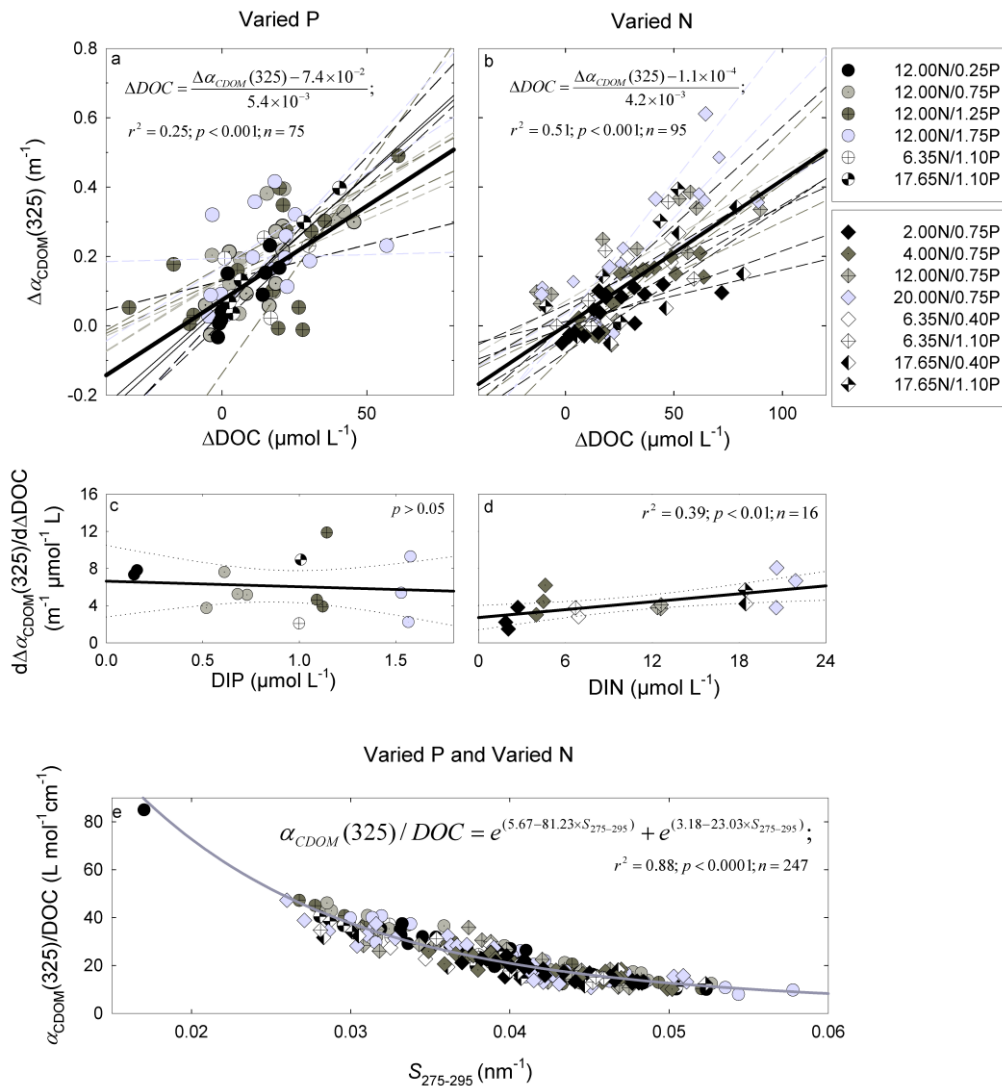 Varied P
Varied N
a
ΔDOC = (Δα_CDOM(325) − 7.4×10⁻²) / (5.4×10⁻³);
r² = 0.25; p < 0.001; n = 75
b
ΔDOC = (Δα_CDOM(325) − 1.1×10⁻⁴) / (4.2×10⁻³);
r² = 0.51; p < 0.001; n = 95
Δα_CDOM(325) (m⁻¹)
0.8
0.6
0.4
0.2
0.0
-0.2
0
50
ΔDOC (µmol L⁻¹)
0
40
80
120
ΔDOC (µmol L⁻¹)
12.00N/0.25P
12.00N/0.75P
12.00N/1.25P
12.00N/1.75P
6.35N/1.10P
17.65N/1.10P
2.00N/0.75P
4.00N/0.75P
12.00N/0.75P
20.00N/0.75P
6.35N/0.40P
6.35N/1.10P
17.65N/0.40P
17.65N/1.10P
dΔα_CDOM(325)/dΔDOC
(m⁻¹ µmol⁻¹ L)
16
12
8
4
0
c
p > 0.05
0.0
0.5
1.0
1.5
DIP (µmol L⁻¹)
d
r² = 0.39; p < 0.01; n = 16
0
6
12
18
24
DIN (µmol L⁻¹)
Varied P and Varied N
α_CDOM(325)/DOC (L mol⁻¹cm⁻¹)
80
60
40
20
0
e
α_CDOM(325) / DOC = e^(5.67−81.23×S₂₇₅₋₂₉₅) + e^(3.18−23.03×S₂₇₅₋₂₉₅);
r² = 0.88; p < 0.0001; n = 247
0.02
0.03
0.04
0.05
0.06
S₂₇₅₋₂₉₅ (nm⁻¹)